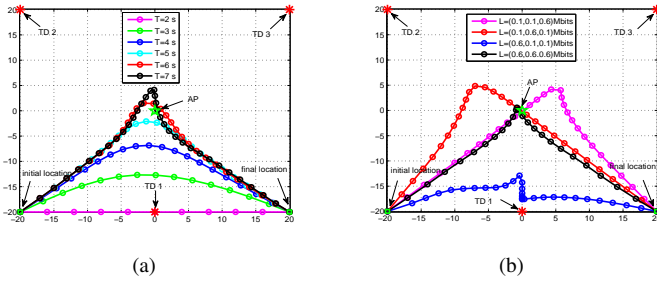 T=2 s
T=3 s
T=4 s
T=5 s
T=6 s
T=7 s
TD 2
TD 3
AP
initial location
final location
TD 1
20
15
10
5
0
−5
−10
−15
−20
−20 −15 −10 −5 0 5 10 15 20
(a)
L=(0.1,0.1,0.6)Mbits
L=(0.1,0.6,0.1)Mbits
L=(0.6,0.1,0.1)Mbits
L=(0.6,0.6,0.6)Mbits
TD 2
TD 3
AP
initial location
final location
TD 1
20
15
10
5
0
−5
−10
−15
−20
−20 −15 −10 −5 0 5 10 15 20
(b)